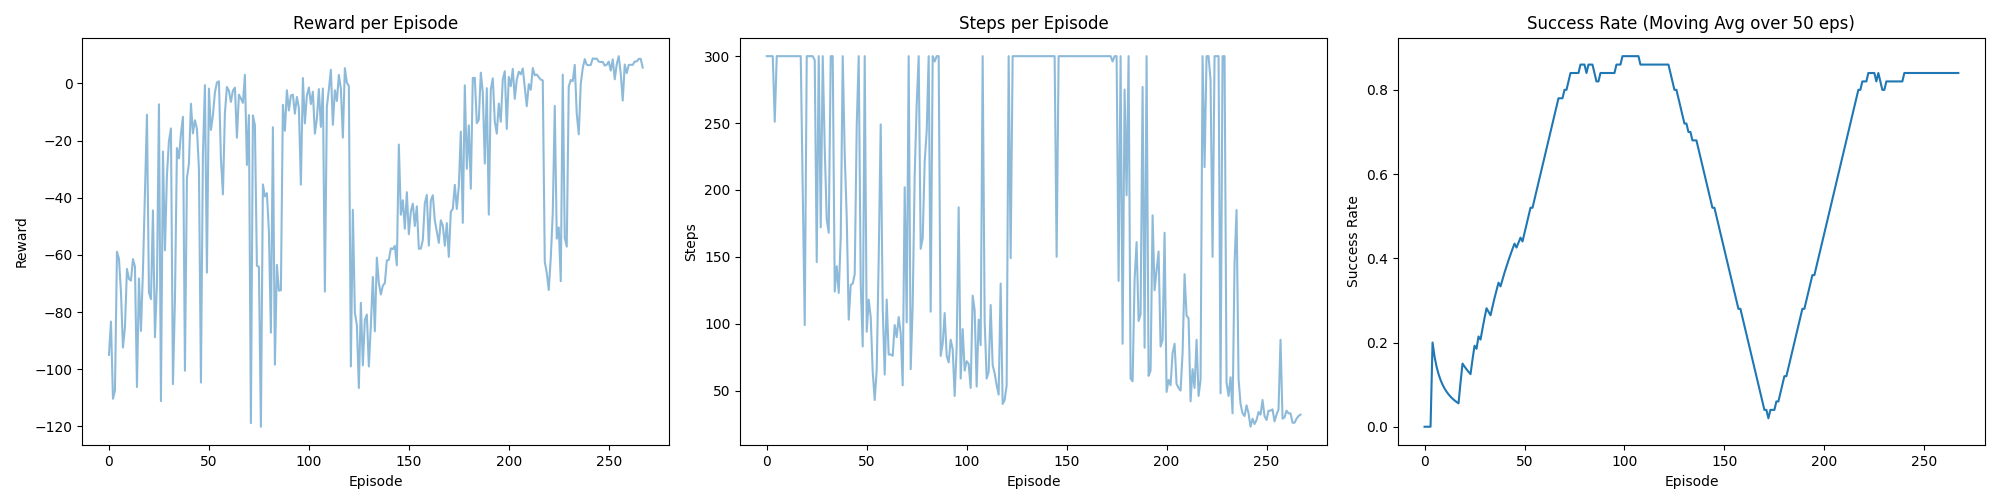 Reward per Episode
Reward
0
−20
−40
−60
−80
−100
−120
0 50 100 150 200 250
Episode
Steps per Episode
Steps
300
250
200
150
100
50
0 50 100 150 200 250
Episode
Success Rate (Moving Avg over 50 eps)
Success Rate
0.8
0.6
0.4
0.2
0.0
0 50 100 150 200 250
Episode